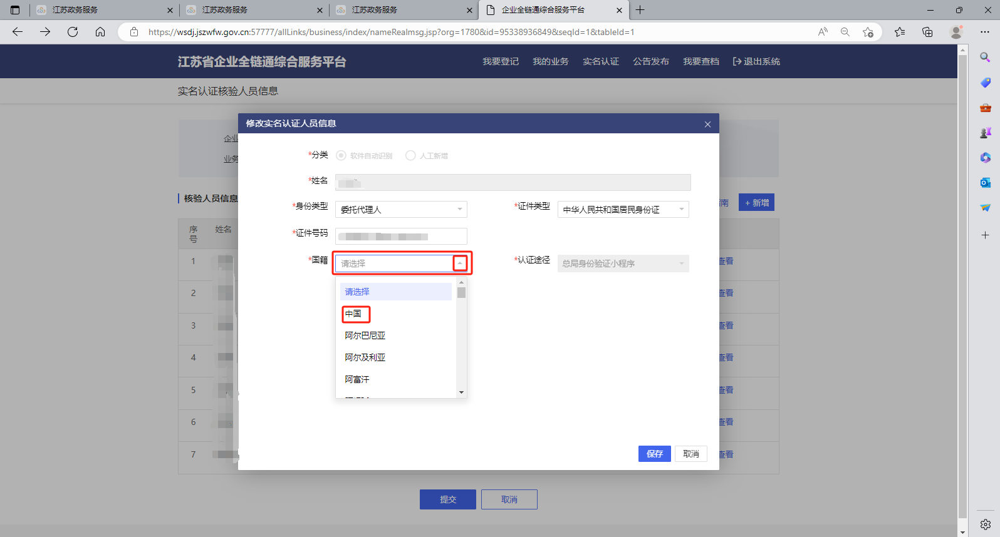 江苏政务服务
江苏政务服务
江苏政务服务
企业全链通综合服务平台
https://wsdj.jszwfw.gov.cn:57777/allLinks/business/index/nameRealmsg.jsp?org=1780&id=95338936849&seqId=1&tableId=1
江苏省企业全链通综合服务平台
我要登记 我的业务 实名认证 公告发布 我要查档 退出系统
实名认证核验人员信息
企业
业务
修改实名认证人员信息
*分类 软件自动识别 人工新增
*姓名
*身份类型 委托代理人 *证件类型 中华人民共和国居民身份证
*证件号码
*国籍 请选择 *认证途径 总局身份验证小程序
请选择
中国
阿尔巴尼亚
阿尔及利亚
阿富汗
保存 取消
核验人员信息 南 + 新增
序号 姓名
1 查看
2 查看
3 查看
4 查看
5 查看
6 查看
7 查看
提交 取消